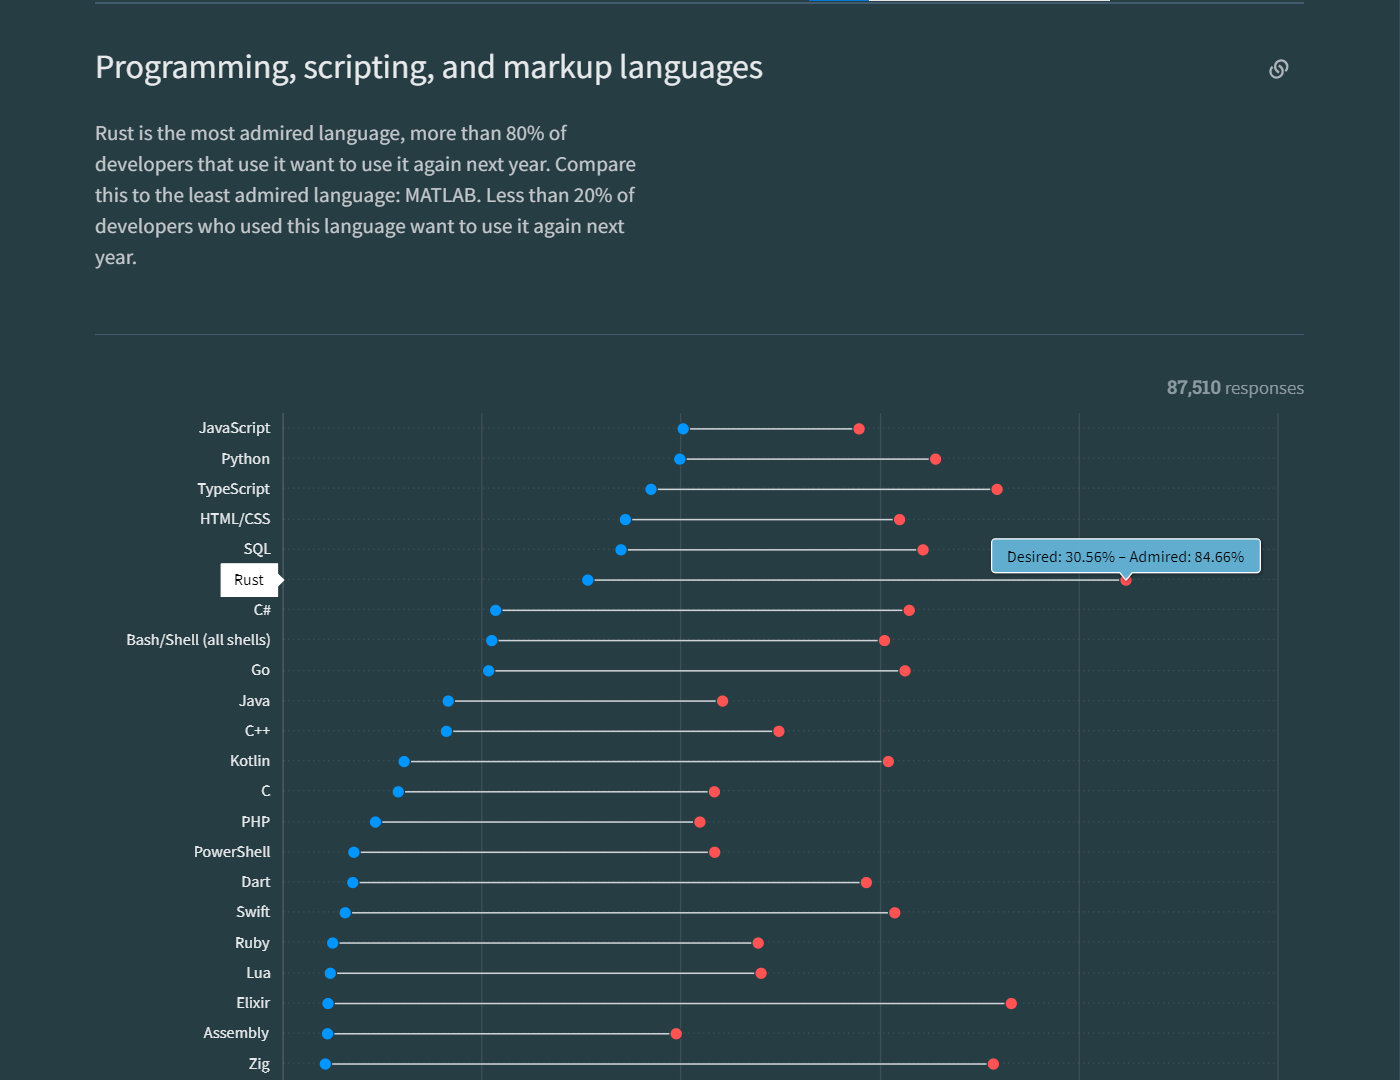 Programming, scripting, and markup languages
Rust is the most admired language, more than 80% of
developers that use it want to use it again next year. Compare
this to the least admired language: MATLAB. Less than 20% of
developers who used this language want to use it again next
year.
87,510 responses
JavaScript
Python
TypeScript
HTML/CSS
SQL
Desired: 30.56% – Admired: 84.66%
Rust
C#
Bash/Shell (all shells)
Go
Java
C++
Kotlin
C
PHP
PowerShell
Dart
Swift
Ruby
Lua
Elixir
Assembly
Zig